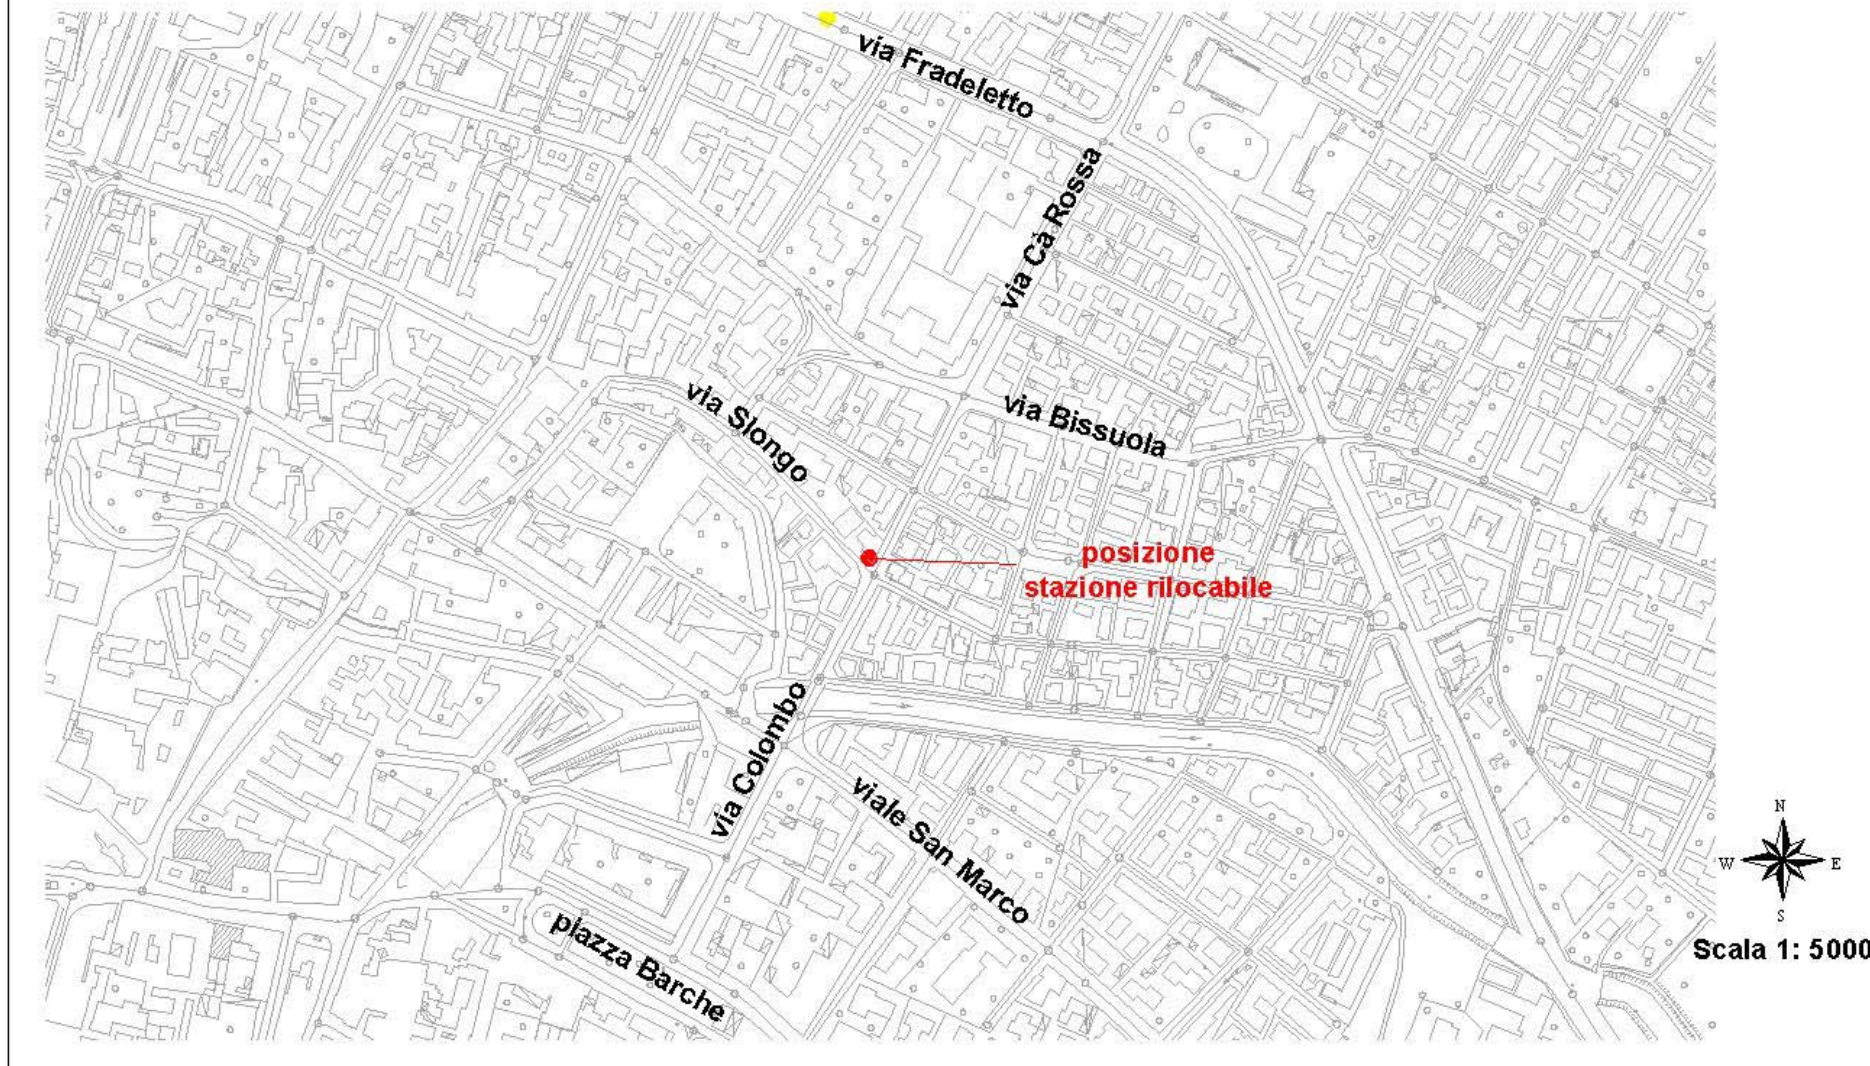 via Fradeletto
via Cà Rossa
via Slongo
via Bissuola
posizione
stazione rilocabile
via Colombo
viale San Marco
piazza Barche
N
W E
S
Scala 1: 5000